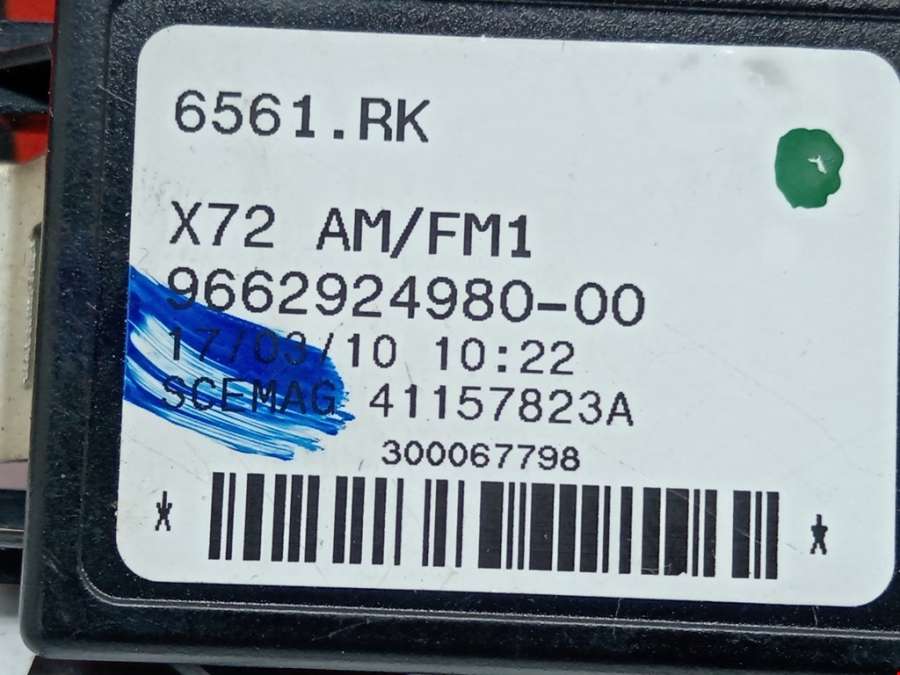 6561.RK
X72 AM/FM1
9662924980-00
17/03/10 10:22
SCEMAG 41157823A
300067798
* *